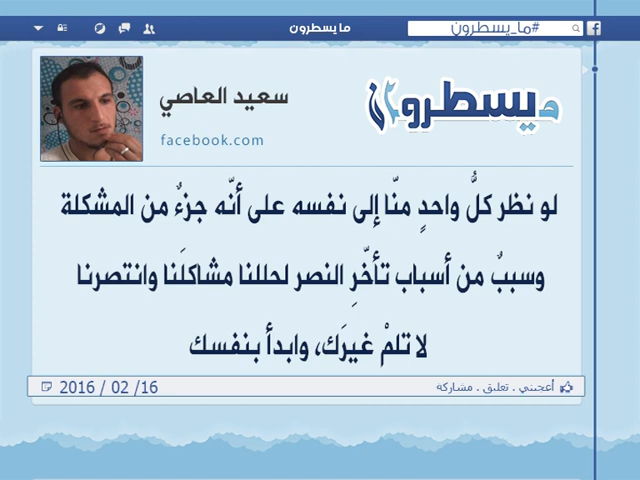 ما يسطرون
#ما_يسطرون
ما يسطرون
سعيد العاصي
facebook.com
لو نظر كلُّ واحدٍ منّا إلى نفسه على أنّه جزءٌ من المشكلة
وسببٌ من أسباب تأخّرِ النصر لحللنا مشاكلَنا وانتصرنا
لا تلمْ غيرَك، وابدأ بنفسك
أعجبني . تعليق . مشاركة
2016 / 02 /16